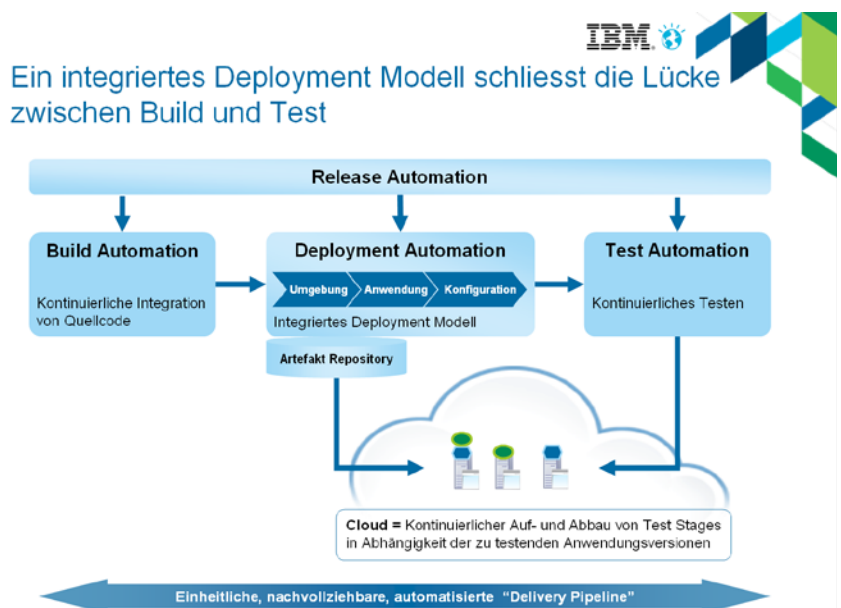 IBM.
Ein integriertes Deployment Modell schliesst die Lücke
zwischen Build und Test
Release Automation
Build Automation
Kontinuierliche Integration
von Quellcode
Deployment Automation
Umgebung
Anwendung
Konfiguration
Integriertes Deployment Modell
Artefakt Repository
Test Automation
Kontinuierliches Testen
Cloud = Kontinuierlicher Auf- und Abbau von Test Stages
in Abhängigkeit der zu testenden Anwendungsversionen
Einheitliche, nachvollziehbare, automatisierte "Delivery Pipeline"